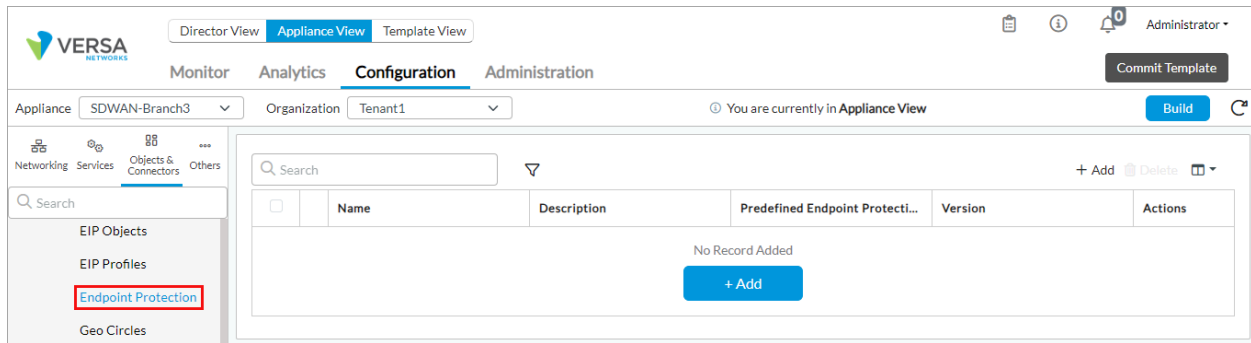 Director View Appliance View Template View 0 Administrator
VERSA NETWORKS
Monitor Analytics Configuration Administration Commit Template
Appliance SDWAN-Branch3 Organization Tenant1 You are currently in Appliance View Build
Networking Services Objects & Connectors Others
Search + Add Delete
Search
Name Description Predefined Endpoint Protecti... Version Actions
EIP Objects
No Record Added
EIP Profiles
+ Add
Endpoint Protection
Geo Circles